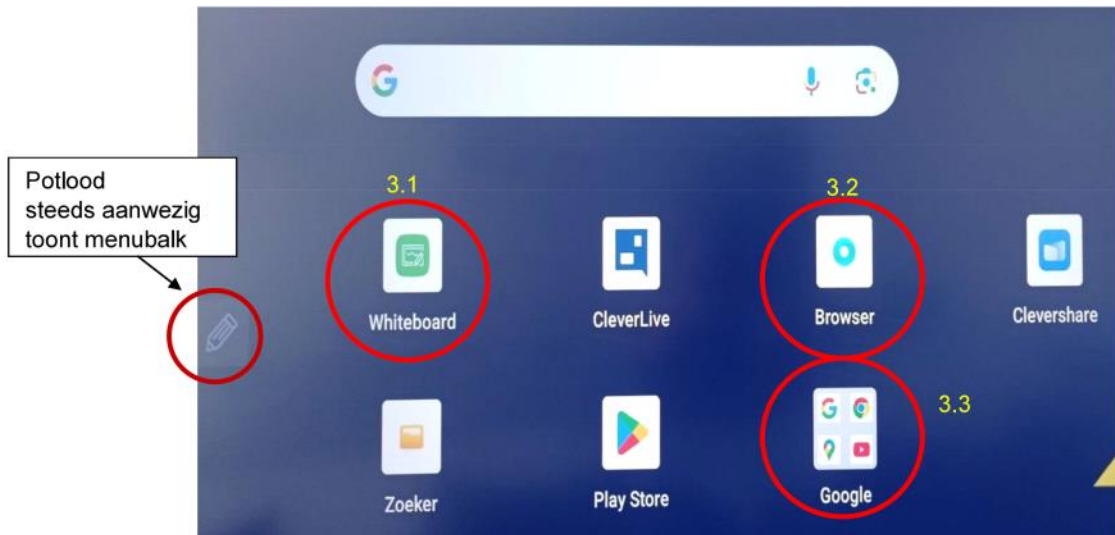 Potlood
steeds aanwezig
toont menubalk
3.1
3.2
Whiteboard
CleverLive
Browser
Clevershare
3.3
Zoeker
Play Store
Google